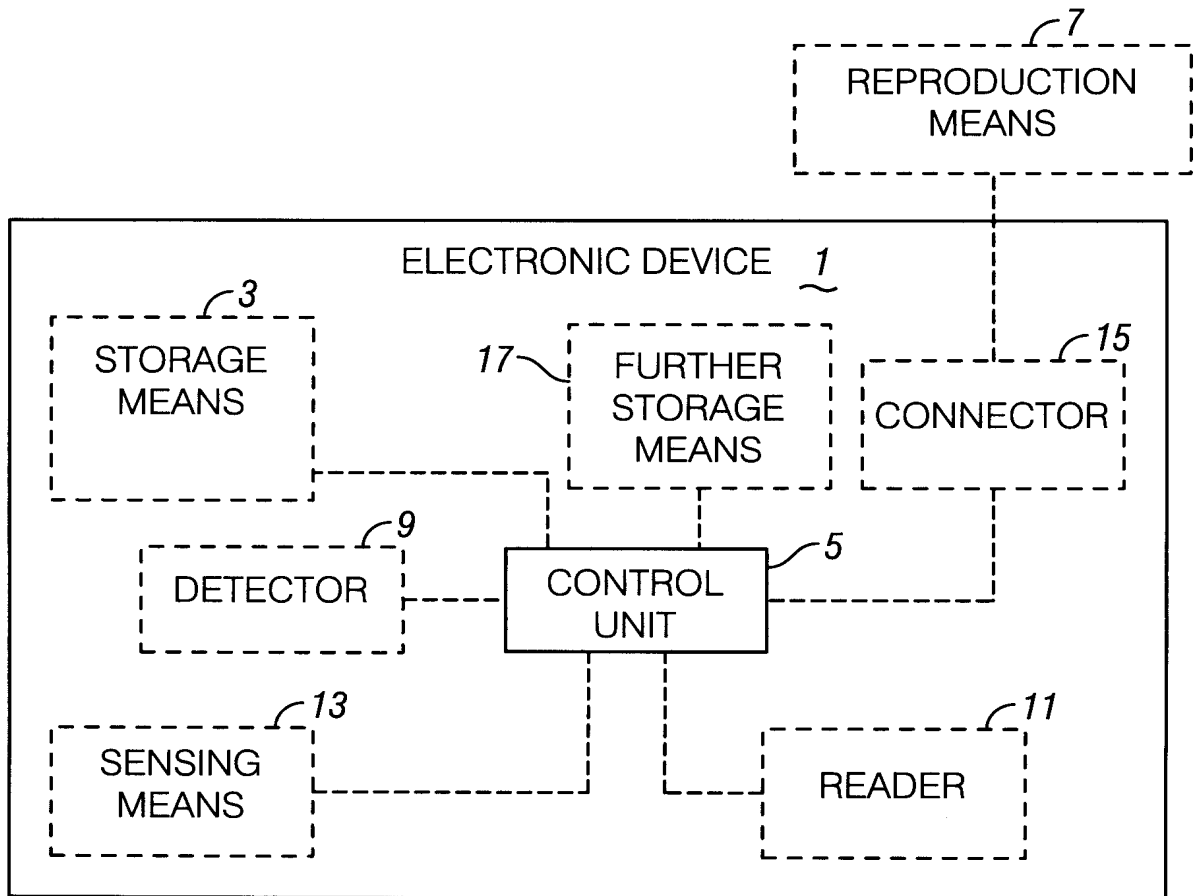 7
REPRODUCTION
MEANS
ELECTRONIC DEVICE 1
3
STORAGE
MEANS
17
FURTHER
STORAGE
MEANS
15
CONNECTOR
9
DETECTOR
5
CONTROL
UNIT
13
SENSING
MEANS
11
READER